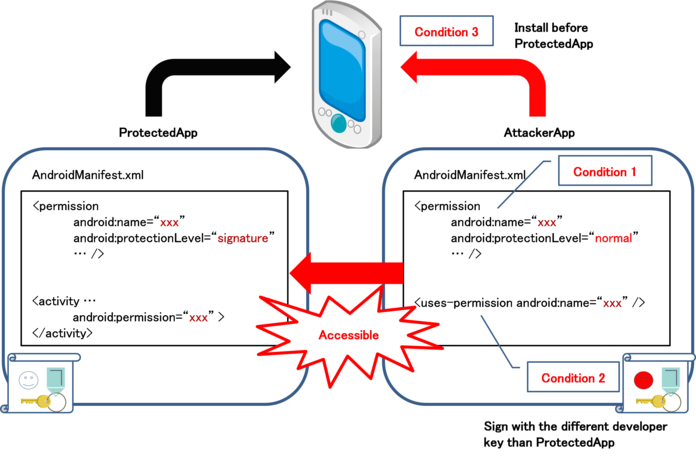 Condition 3
Install before
ProtectedApp
ProtectedApp
AttackerApp
AndroidManifest.xml
<permission
android:name=“xxx”
android:protectionLevel=“signature”
… />
<activity …
android:permission=“xxx” >
</activity>
AndroidManifest.xml
Condition 1
<permission
android:name=“xxx”
android:protectionLevel=“normal”
… />
<uses-permission android:name=“xxx” />
Accessible
Condition 2
Sign with the different developer
key than ProtectedApp